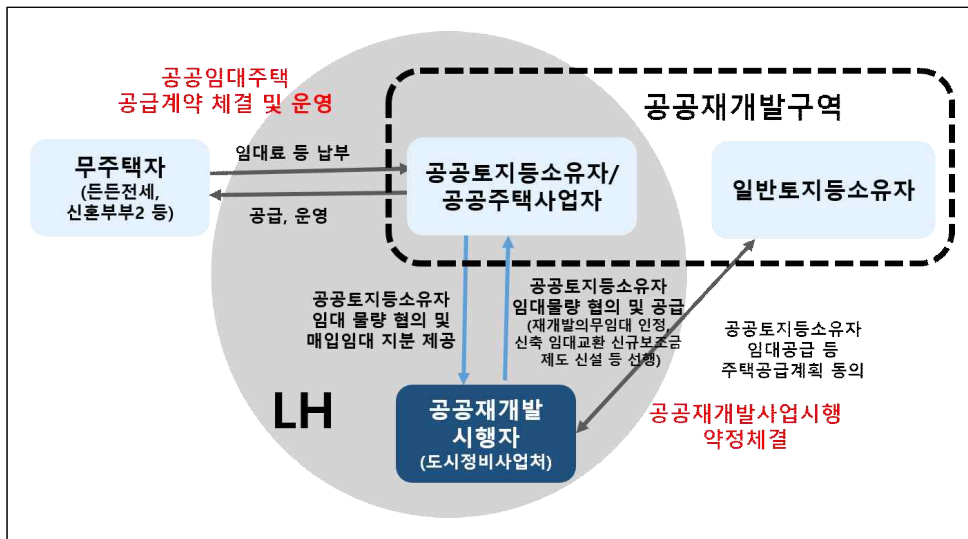 공공임대주택
공급계약 체결 및 운영
공공재개발구역
무주택자
(든든전세,
신혼부부2 등)
임대료 등 납부
공급, 운영
공공토지등소유자/
공공주택사업자
일반토지등소유자
공공토지등소유자
임대 물량 협의 및
매입임대 지분 제공
공공토지등소유자
임대물량 협의 및 공급
(재개발의무임대 인정,
신축 임대교환 신규보조금
제도 신설 등 선행)
공공토지등소유자
임대공급 등
주택공급계획 동의
LH
공공재개발
시행자
(도시정비사업처)
공공재개발사업시행
약정체결